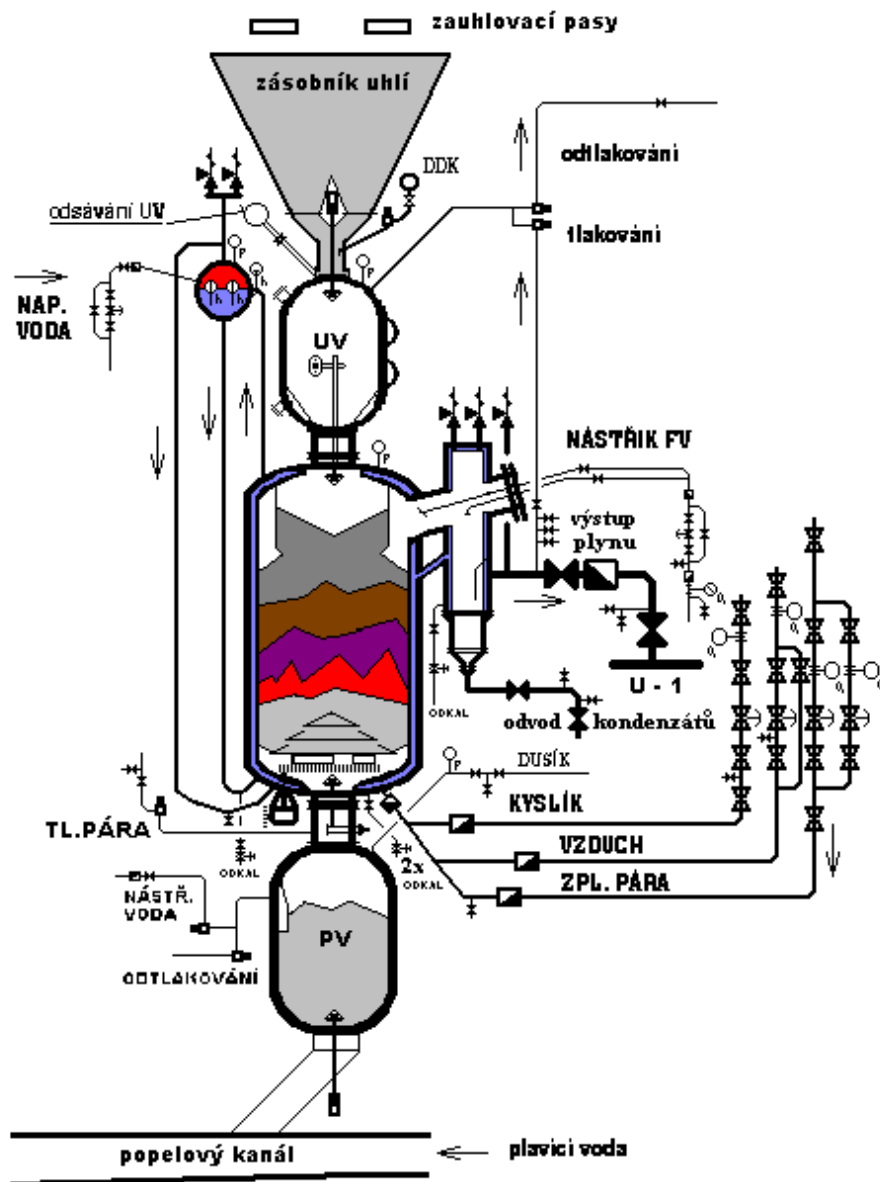 zauhlovací pasy
zásobník uhlí
DDK
odtlakování
odsávání UV
tlakování
NAP.
VODA
UV
NÁSTŘIK FV
výstup
plynu
U - 1
ODKAL
odvod kondenzátů
DUSÍK
KYSLÍK
TL.PÁRA
VZDUCH
ODKAL
2x
ODKAL
ZPL. PÁRA
NÁSTŘ.
VODA
PV
ODTLAKOVÁNÍ
popelový kanál
plavicí voda